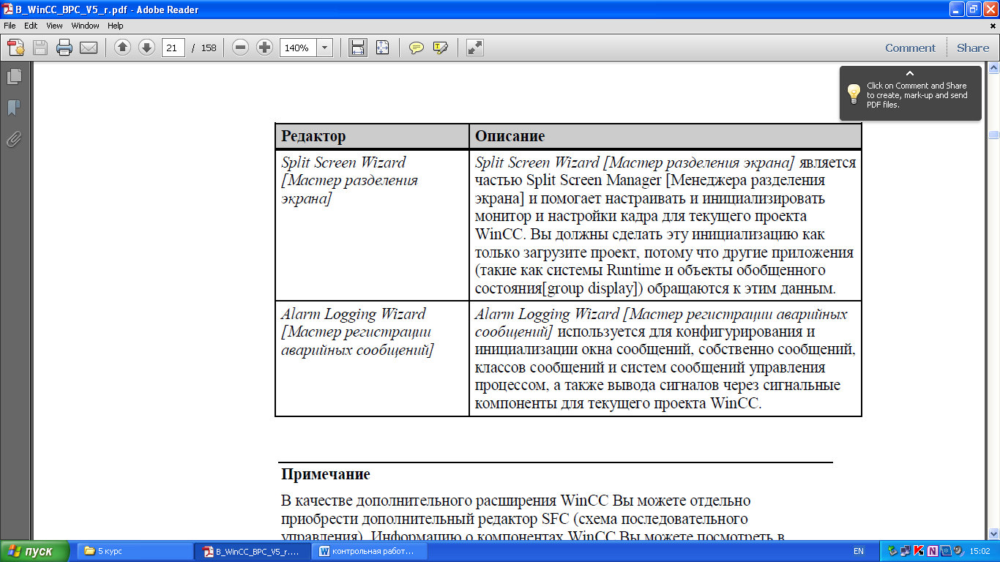 B_WinCC_BPC_V5_r.pdf - Adobe Reader
File Edit View Window Help
21 / 158 140% Comment Share
Click on Comment and Share
to create, mark-up and send
PDF files.
Редактор Описание
Split Screen Wizard
[Мастер разделения
экрана]
Split Screen Wizard [Мастер разделения экрана] является
частью Split Screen Manager [Менеджера разделения
экрана] и помогает настраивать и инициализировать
монитор и настройки кадра для текущего проекта
WinCC. Вы должны сделать эту инициализацию как
только загрузите проект, потому что другие приложения
(такие как системы Runtime и объекты обобщенного
состояния[group display]) обращаются к этим данным.
Alarm Logging Wizard
[Мастер регистрации
аварийных сообщений]
Alarm Logging Wizard [Мастер регистрации аварийных
сообщений] используется для конфигурирования и
инициализации окна сообщений, собственно сообщений,
классов сообщений и систем сообщений управления
процессом, а также вывода сигналов через сигнальные
компоненты для текущего проекта WinCC.
Примечание
В качестве дополнительного расширения WinCC Вы можете отдельно
приобрести дополнительный редактор SFC (схема последовательного
управления). Информацию о компонентах WinCC Вы можете посмотреть в
пуск 5 курс B_WinCC_BPC_V5_r.... контрольная работ... EN 15:02